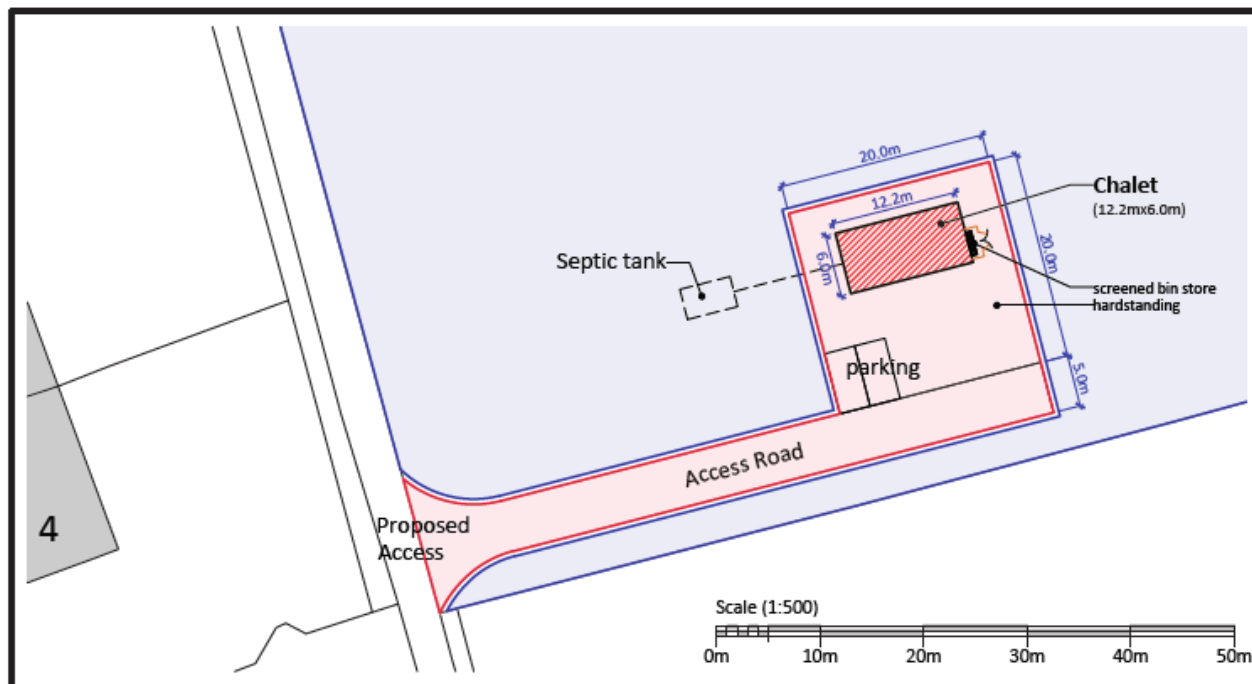 20.0m
Chalet
(12.2mx6.0m)
12.2m
6.0m
20.0m
Septic tank
screened bin store
hardstanding
parking
5.0m
Access Road
4
Proposed
Access
Scale (1:500)
0m 10m 20m 30m 40m 50m